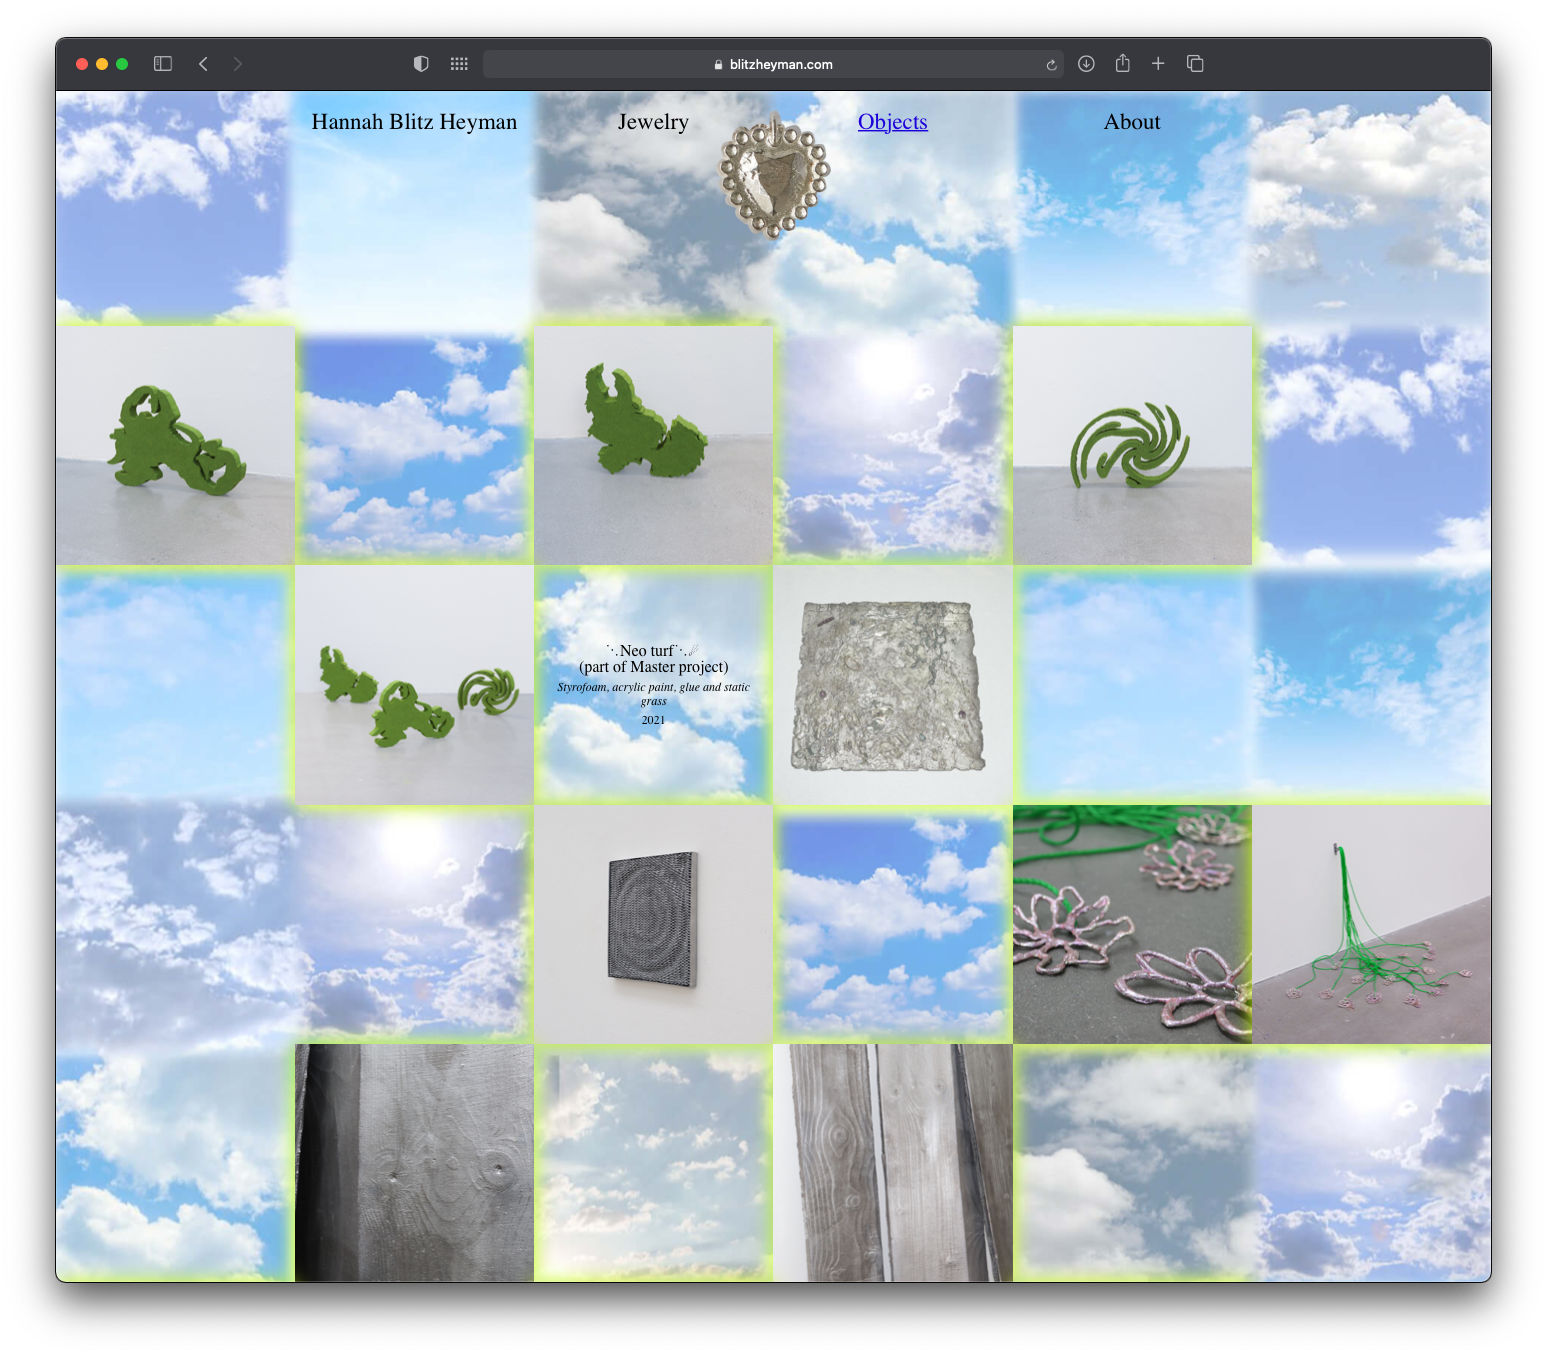 blitzheyman.com
Hannah Blitz Heyman
Jewelry
Objects
About
⋱Neo turf⋱☄
(part of Master project)
Styrofoam, acrylic paint, glue and static
grass
2021